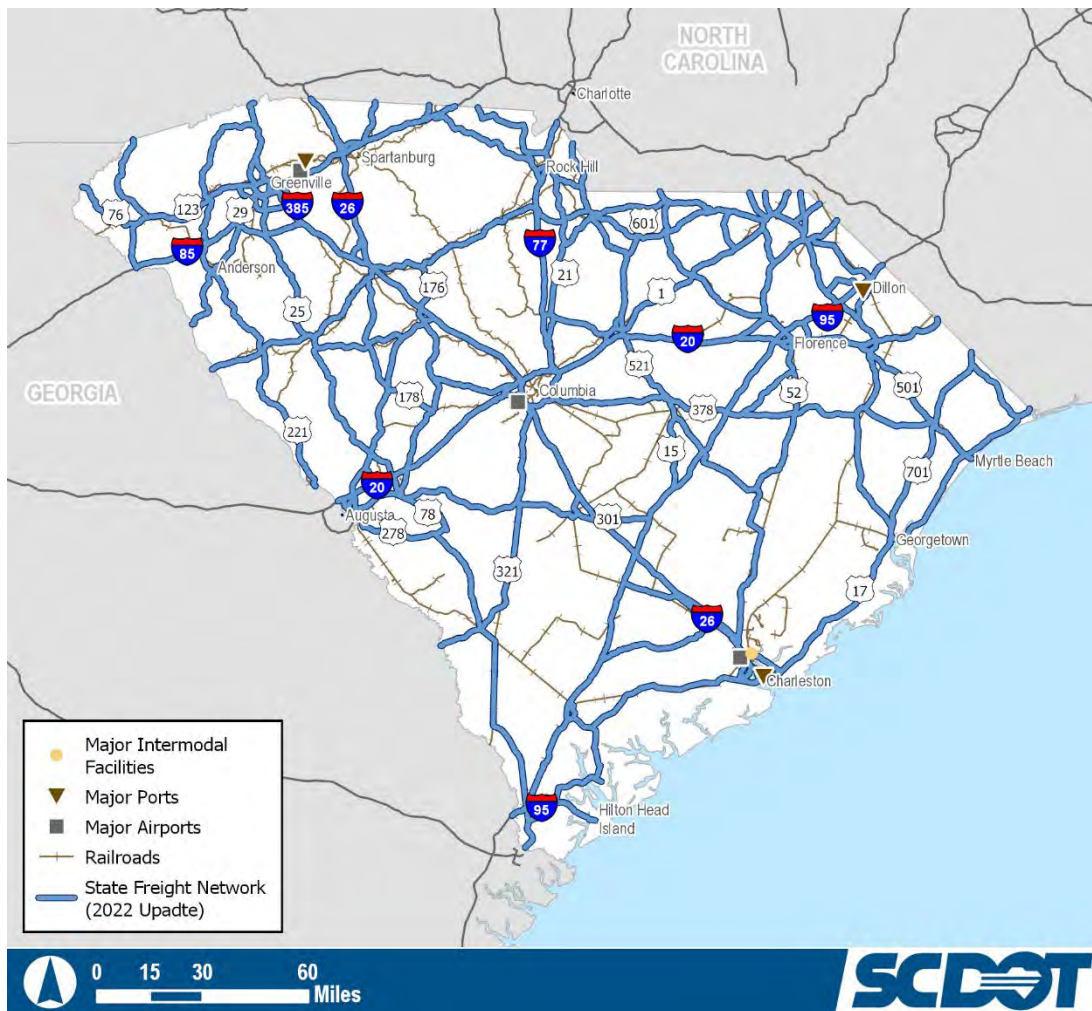 NORTH
CAROLINA
Charlotte
Spartanburg
Rock Hill
Greenville
76
123
29
385
26
601
77
85
21
Anderson
176
1
Dillon
25
95
20
Florence
521
GEORGIA
Columbia
178
378
52
501
221
15
Myrtle Beach
701
20
Augusta
78
301
278
Georgetown
321
17
26
Charleston
95
Hilton Head
Island
Major Intermodal
Facilities
Major Ports
Major Airports
Railroads
State Freight Network
(2022 Upadte)
0 15 30 60
Miles
SCDOT